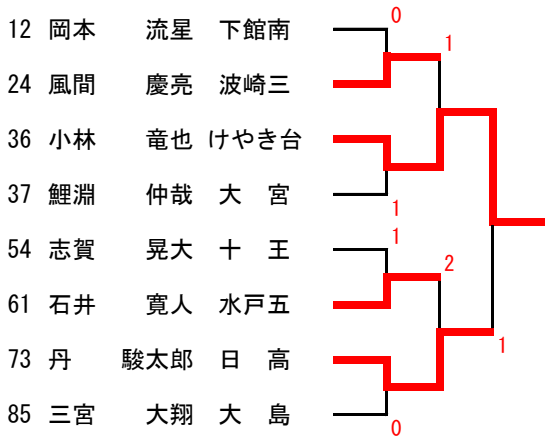 0
12 岡本 流星 下館南
1
24 風間 慶亮 波崎三
36 小林 竜也 けやき台
37 鯉淵 仲哉 大 宮
1
1
54 志賀 晃大 十 王
2
61 石井 寛人 水戸五
1
73 丹 駿太郎 日 高
85 三宮 大翔 大 島
0